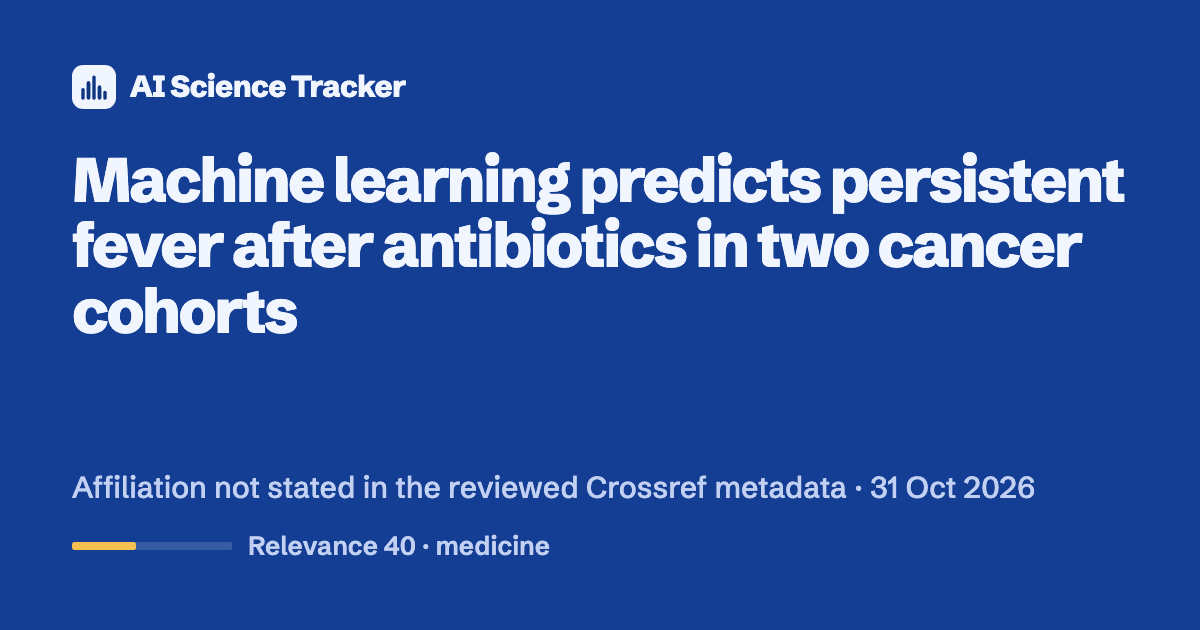 AI Science Tracker
Machine learning predicts persistent
fever after antibiotics in two cancer
cohorts
Affiliation not stated in the reviewed Crossref metadata · 31 Oct 2026
Relevance 40 · medicine